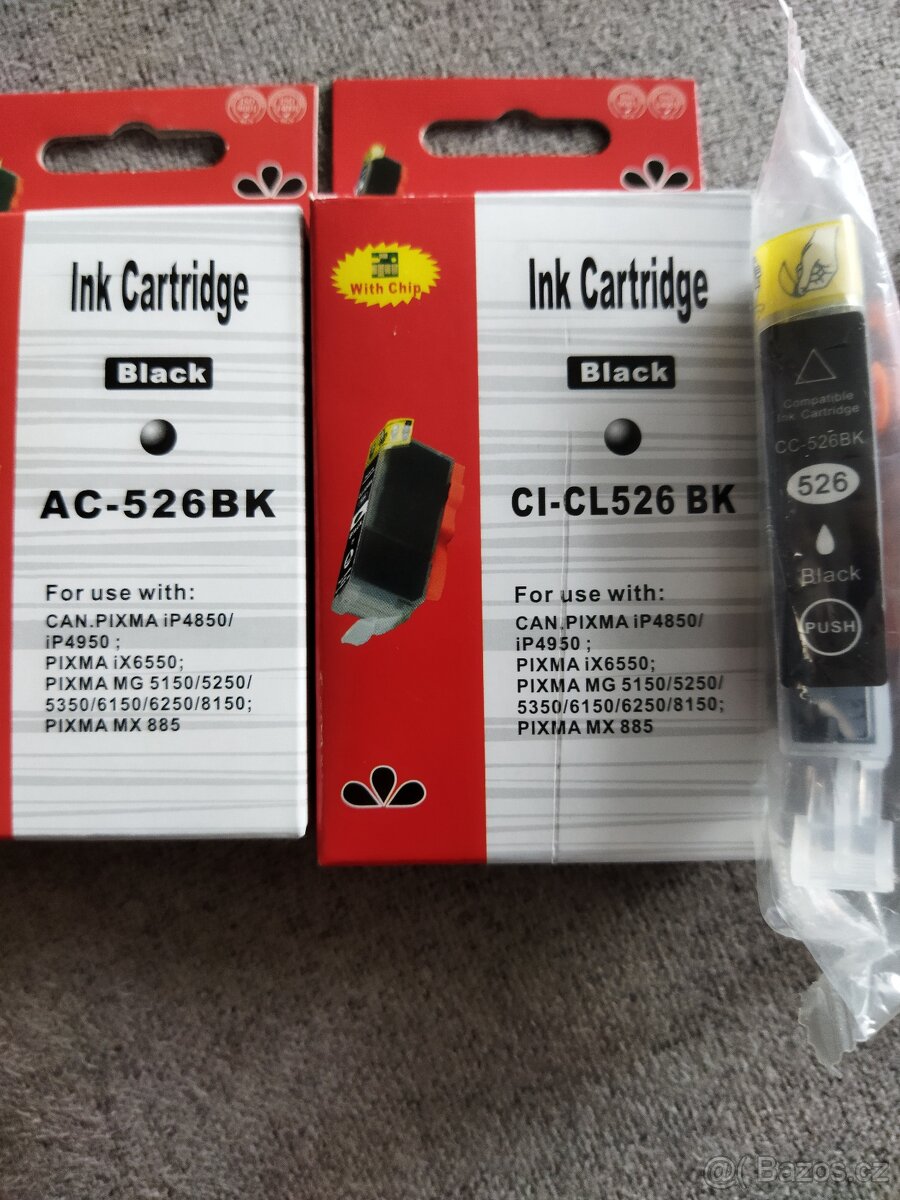 Ink Cartridge
Black
AC-526BK
For use with:
CAN.PIXMA iP4850/
iP4950 ;
PIXMA iX6550;
PIXMA MG 5150/5250/
5350/6150/6250/8150;
PIXMA MX 885
With Chip
Ink Cartridge
Black
CI-CL526 BK
For use with:
CAN.PIXMA iP4850/
iP4950 ;
PIXMA iX6550;
PIXMA MG 5150/5250/
5350/6150/6250/8150;
PIXMA MX 885
Compatible
Ink Cartridge
CC-526BK
526
Black
PUSH
@( Bazos.cz